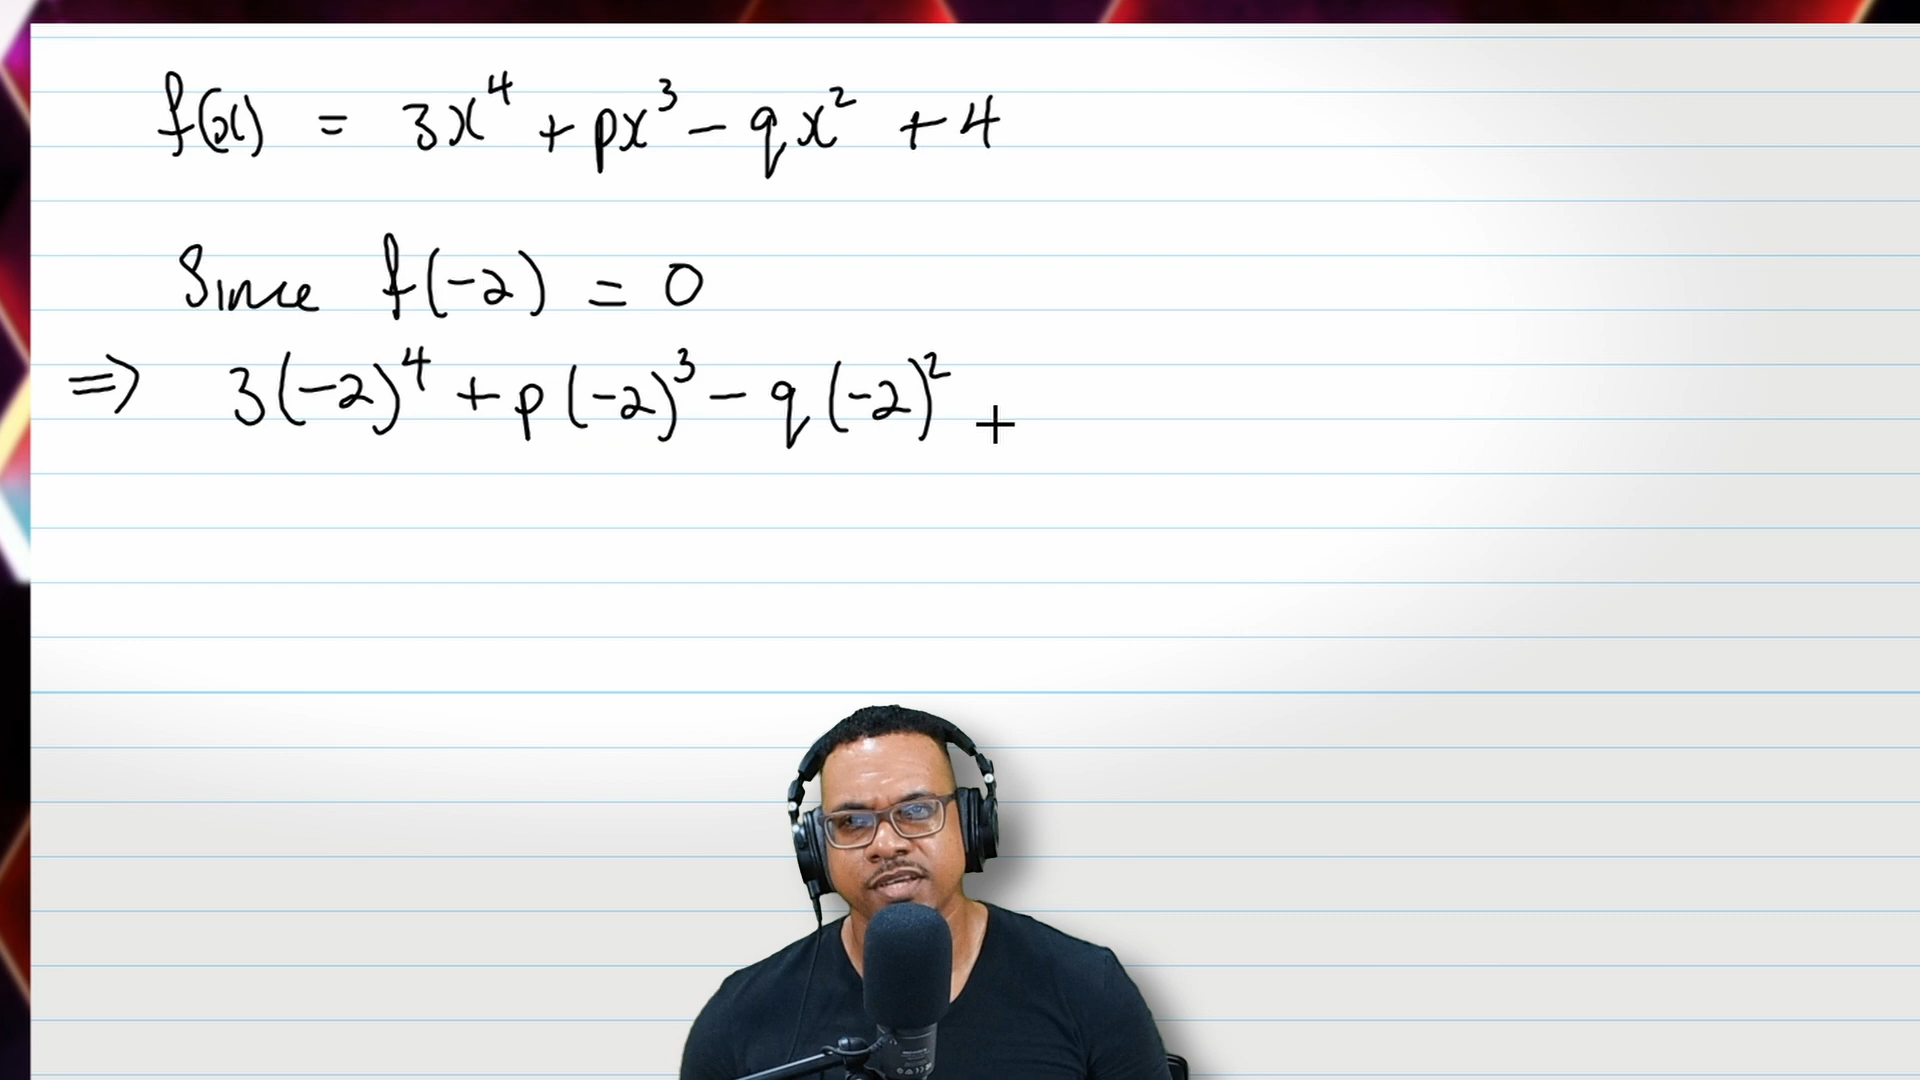 f(x) = 3x⁴ + px³ - qx² + 4
Since f(-2) = 0
⇒ 3(-2)⁴ + p(-2)³ - q(-2)² +